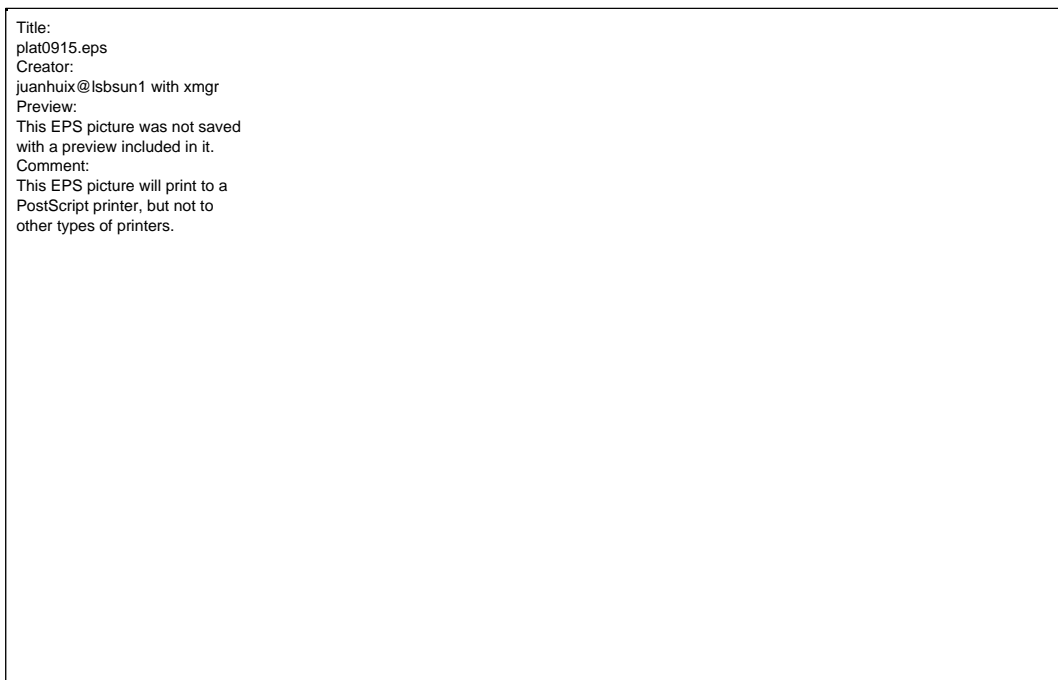 Title:
plat0915.eps
Creator:
juanhuix@lsbsun1 with xmgr
Preview:
This EPS picture was not saved
with a preview included in it.
Comment:
This EPS picture will print to a
PostScript printer, but not to
other types of printers.